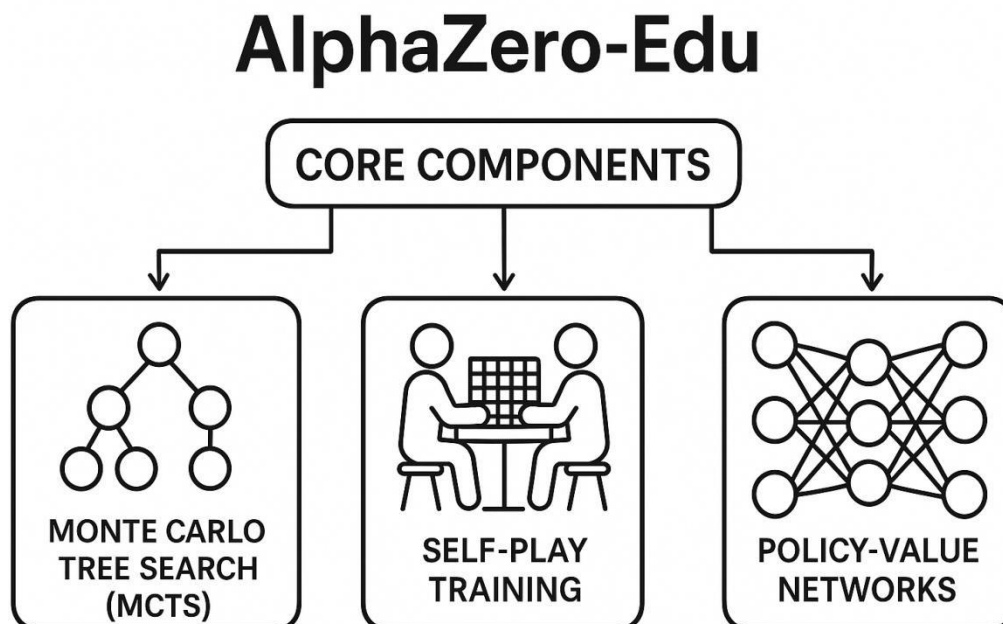 AlphaZero-Edu
CORE COMPONENTS
MONTE CARLO
TREE SEARCH
(MCTS)
SELF-PLAY
TRAINING
POLICY-VALUE
NETWORKS